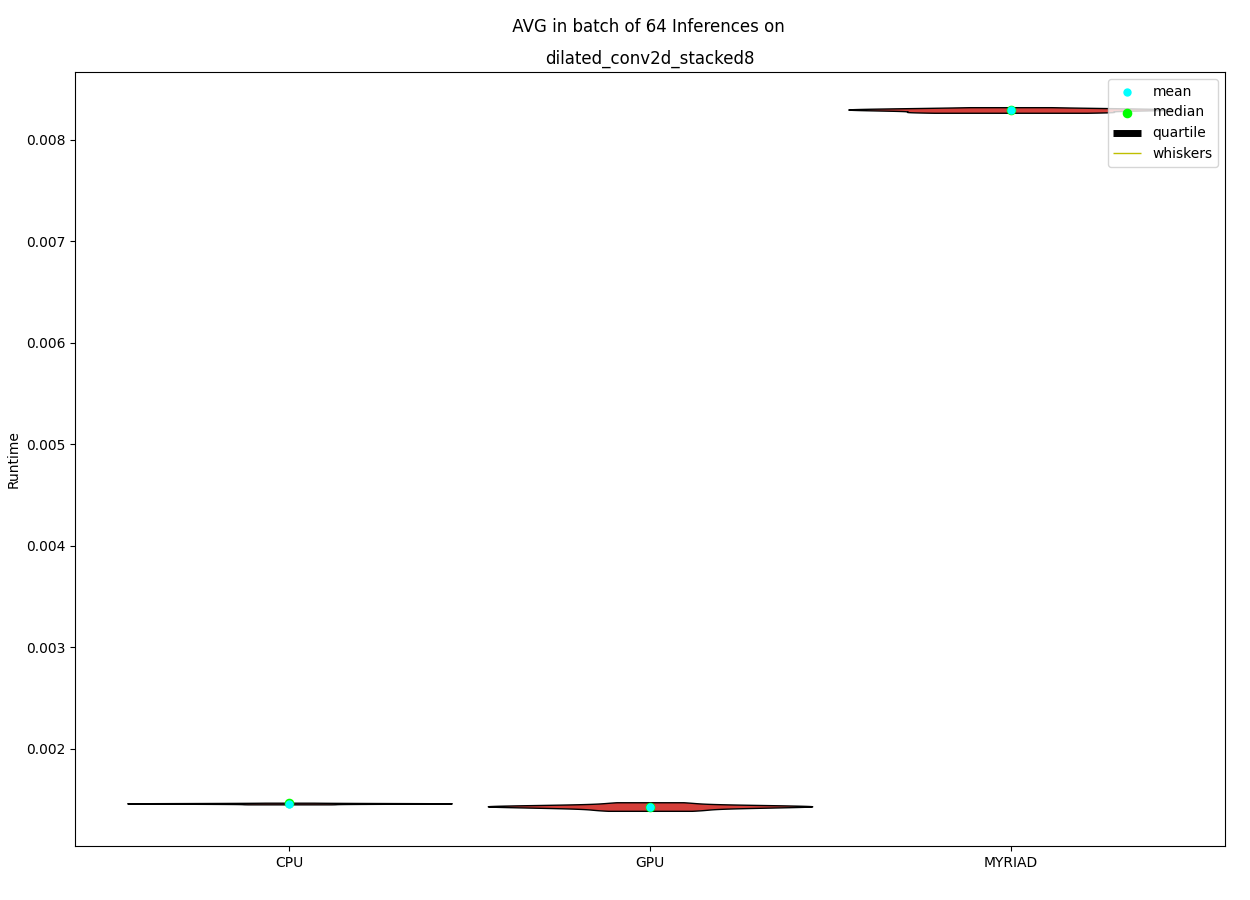 AVG in batch of 64 Inferences on
dilated_conv2d_stacked8
mean
median
quartile
whiskers
0.008
0.007
0.006
0.005
0.004
0.003
0.002
Runtime
CPU
GPU
MYRIAD